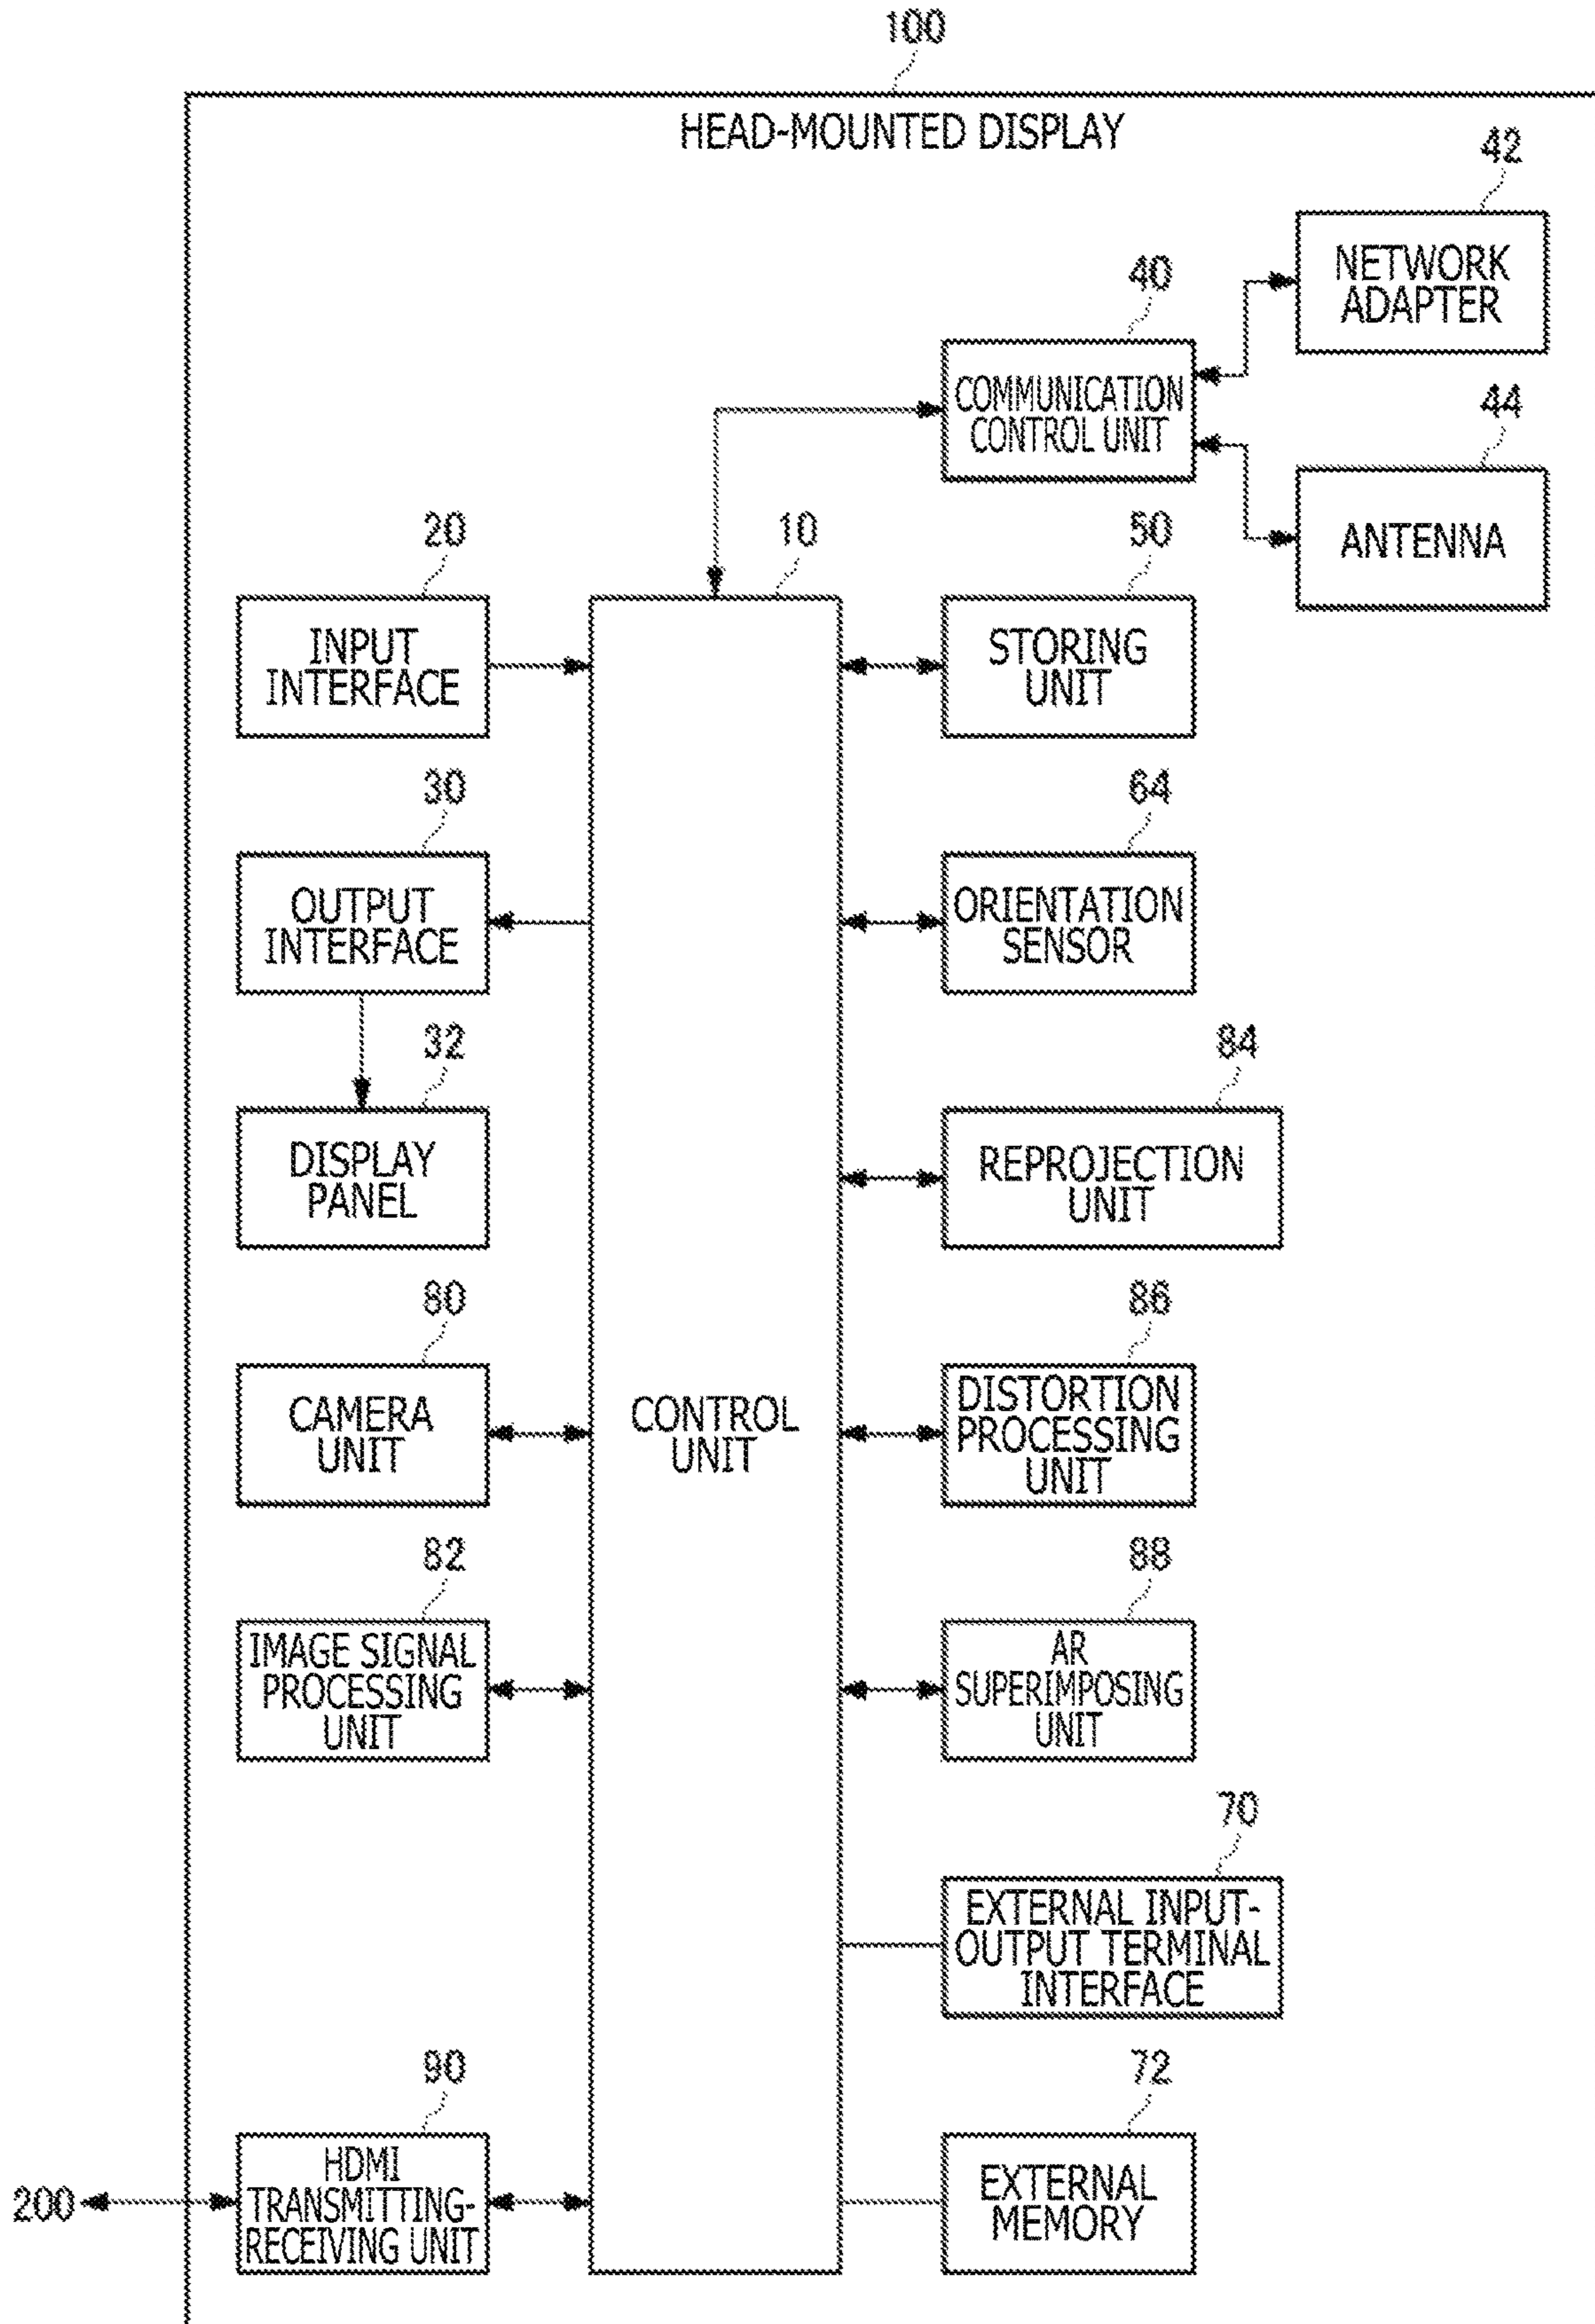 100
HEAD-MOUNTED DISPLAY
42
NETWORK
ADAPTER
40
COMMUNICATION
CONTROL UNIT
44
ANTENNA
20
INPUT
INTERFACE
10
CONTROL
UNIT
50
STORING
UNIT
30
OUTPUT
INTERFACE
64
ORIENTATION
SENSOR
32
DISPLAY
PANEL
84
REPROJECTION
UNIT
80
CAMERA
UNIT
86
DISTORTION
PROCESSING
UNIT
82
IMAGE SIGNAL
PROCESSING
UNIT
88
AR
SUPERIMPOSING
UNIT
70
EXTERNAL INPUT-
OUTPUT TERMINAL
INTERFACE
90
HDMI
TRANSMITTING-
RECEIVING UNIT
200
72
EXTERNAL
MEMORY